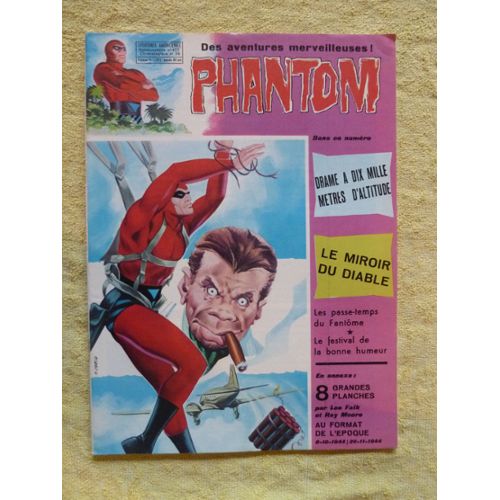 Des aventures merveilleuses !
PHANTOM
Dans ce numéro
DRAME A DIX MILLE
METRES D'ALTITUDE
LE MIROIR
DU DIABLE
Les passe-temps
du Fantôme
Le festival de
la bonne humeur
En annexe :
8 GRANDES
PLANCHES
par Lee Falk
et Ray Moore
AU FORMAT
DE L'EPOQUE